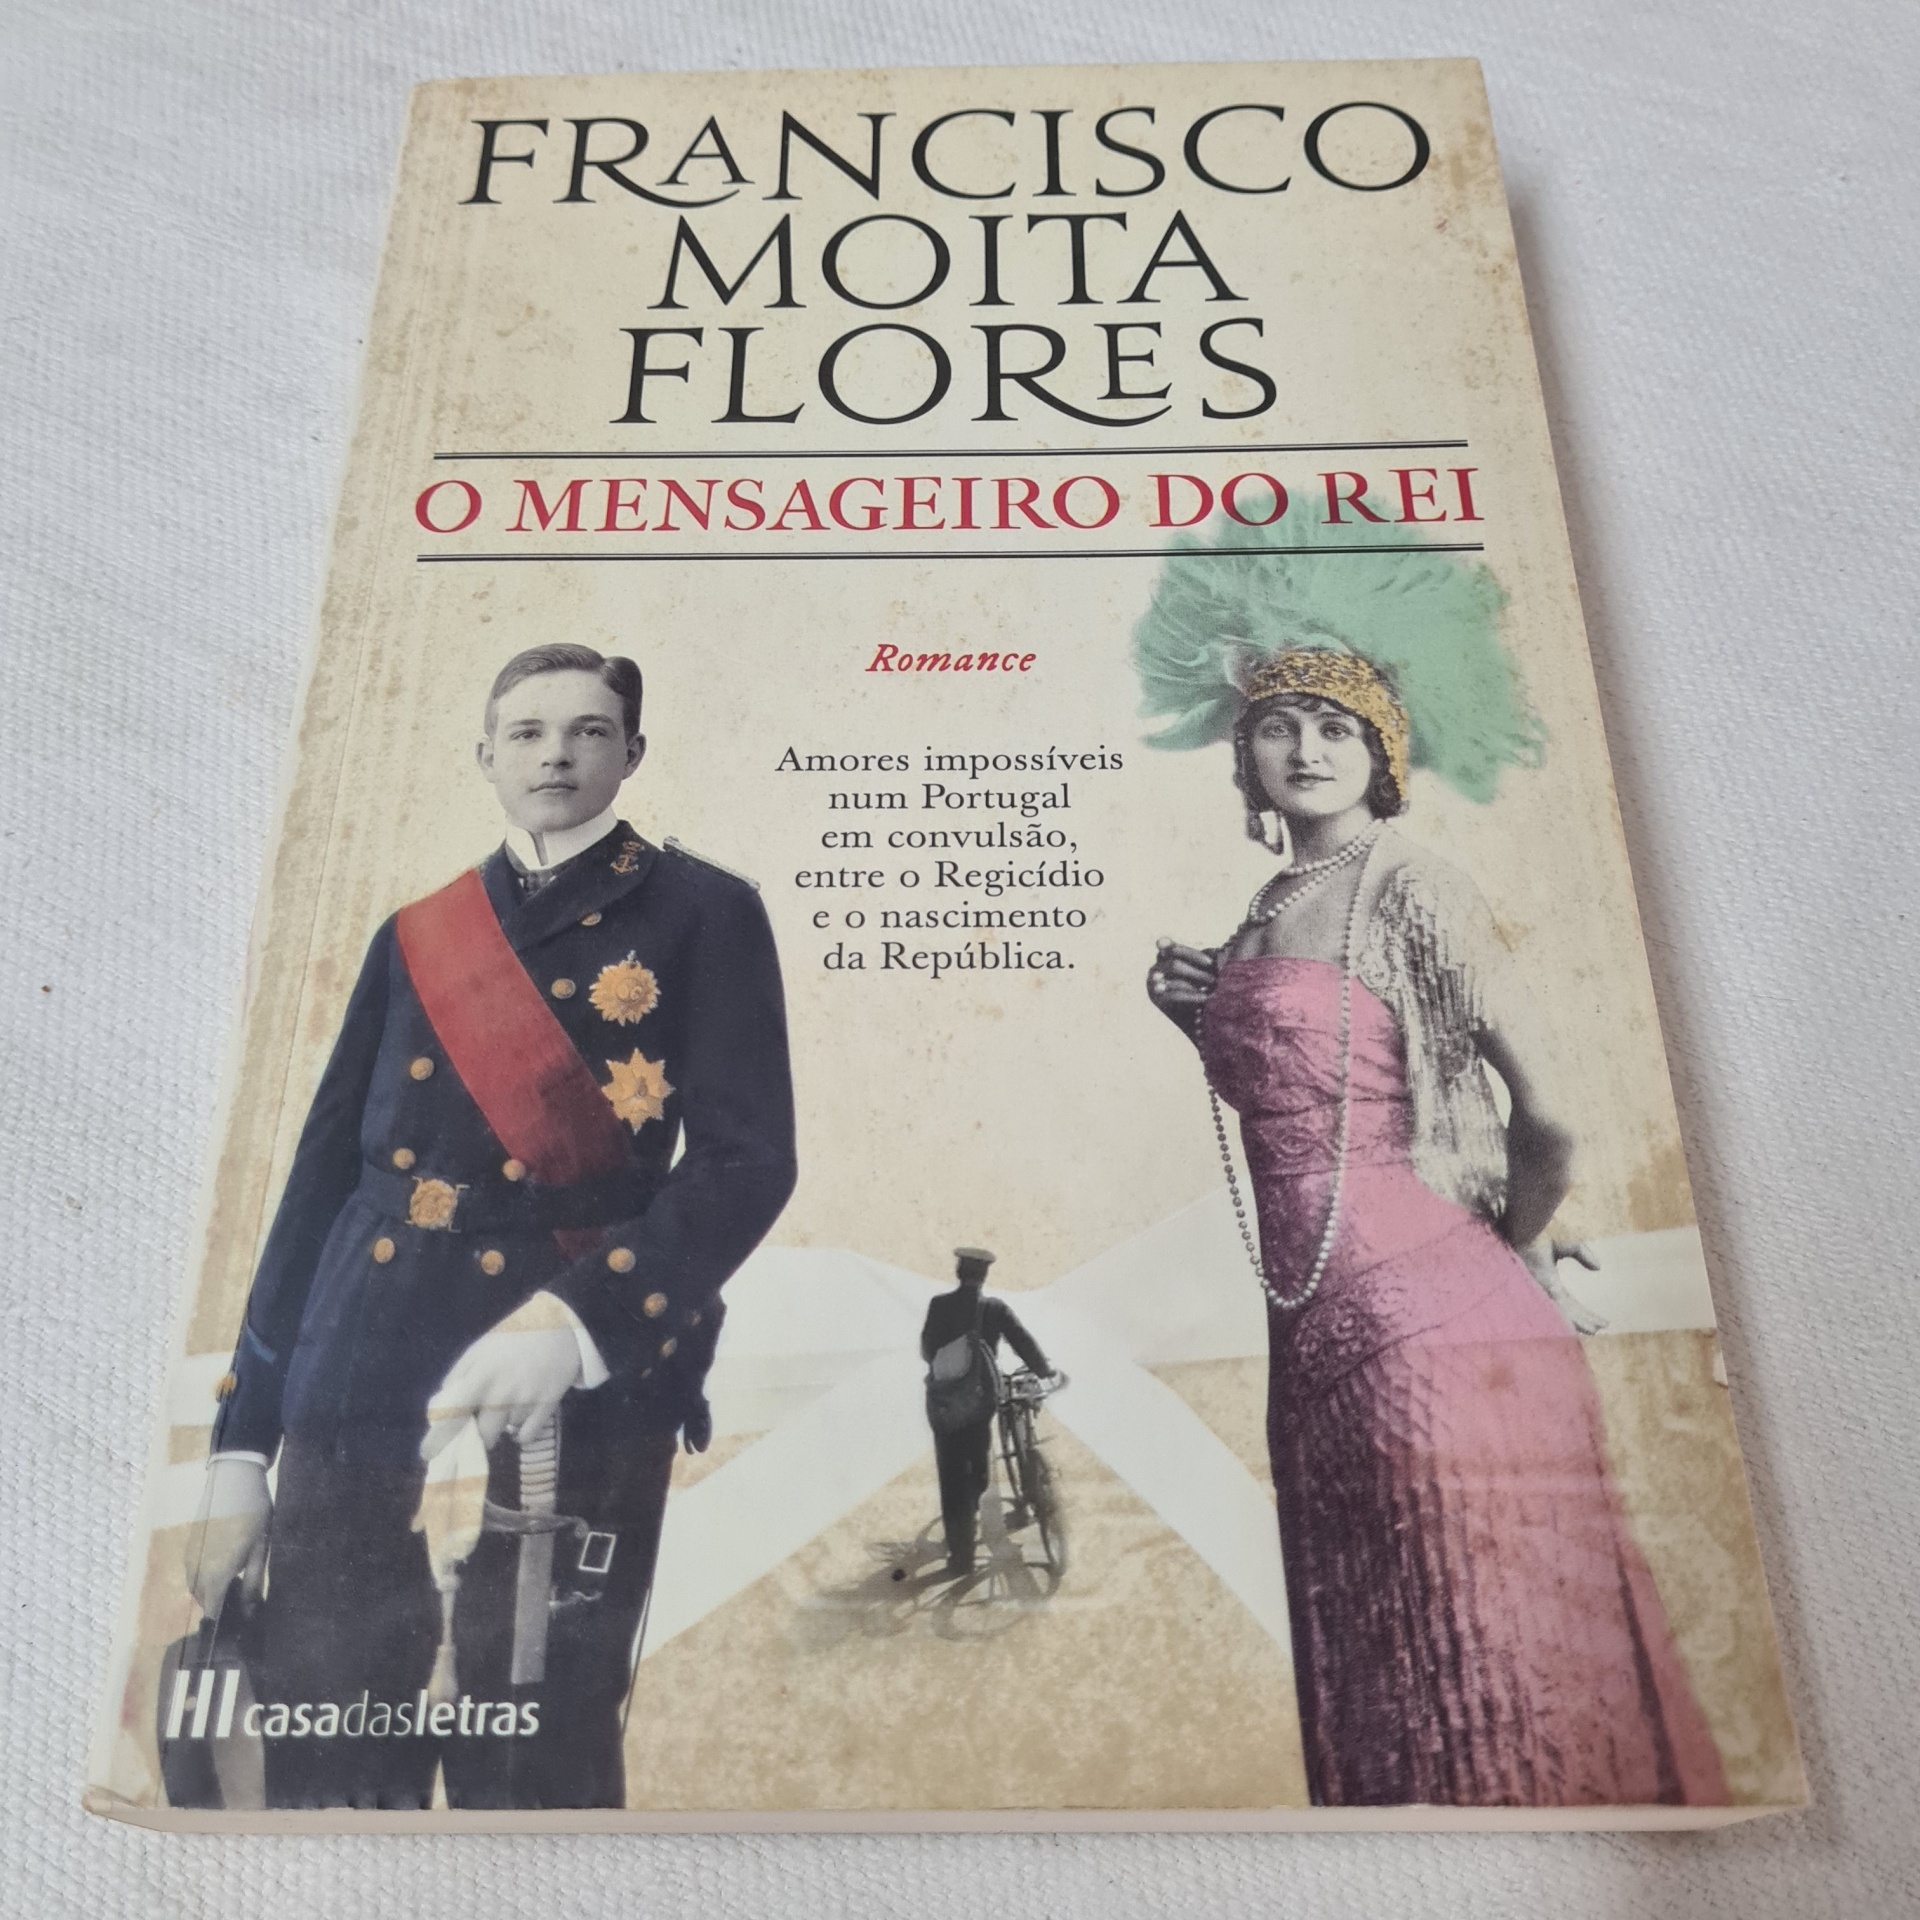 FRANCISCO
MOITA
FLORES
O MENSAGEIRO DO REI
Romance
Amores impossíveis
num Portugal
em convulsão,
entre o Regicídio
e o nascimento
da República.
casadasletras